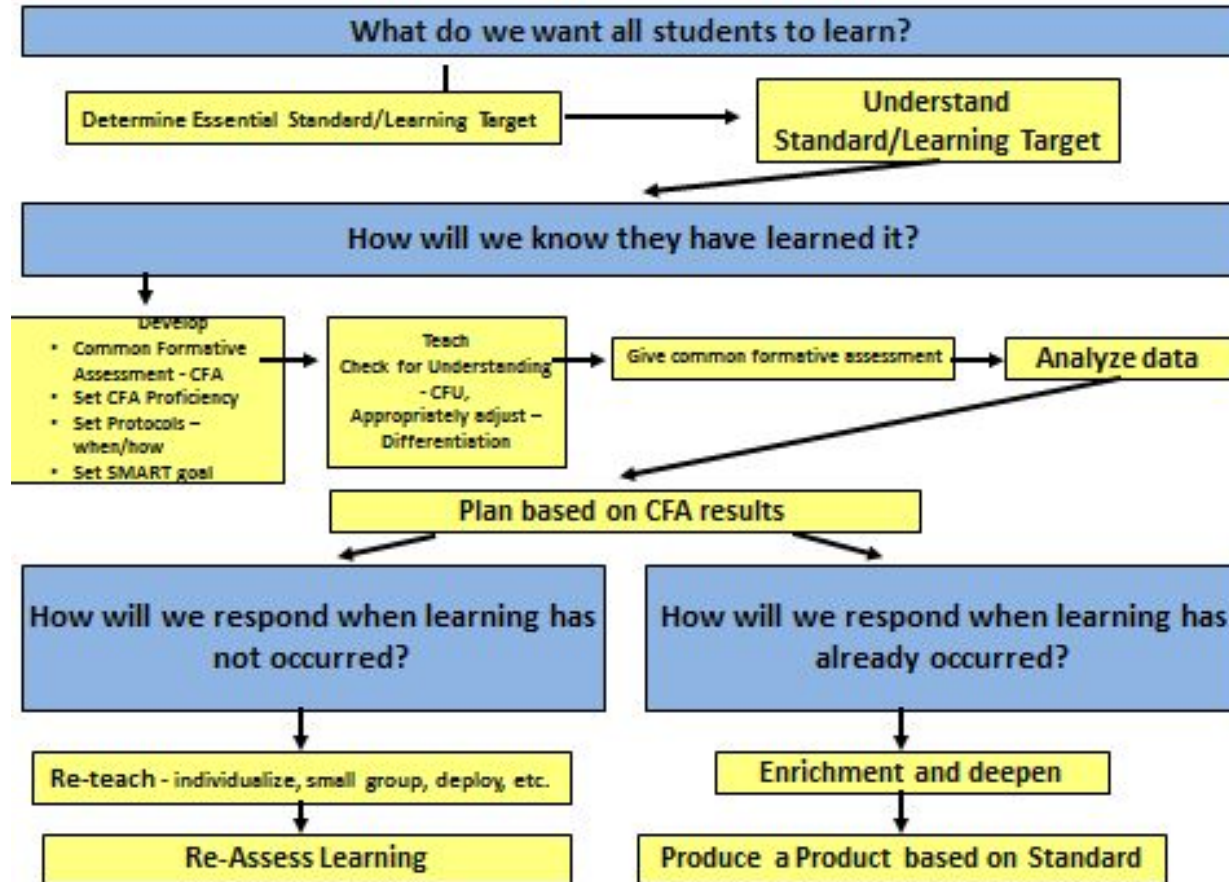 What do we want all students to learn?
Determine Essential Standard/Learning Target
Understand
Standard/Learning Target
How will we know they have learned it?
Develop
• Common Formative
Assessment - CFA
• Set CFA Proficiency
• Set Protocols –
when/how
• Set SMART goal
Teach
Check for Understanding
- CFU,
Appropriately adjust –
Differentiation
Give common formative assessment
Analyze data
Plan based on CFA results
How will we respond when learning has
not occurred?
How will we respond when learning has
already occurred?
Re-teach - individualize, small group, deploy, etc.
Enrichment and deepen
Re-Assess Learning
Produce a Product based on Standard